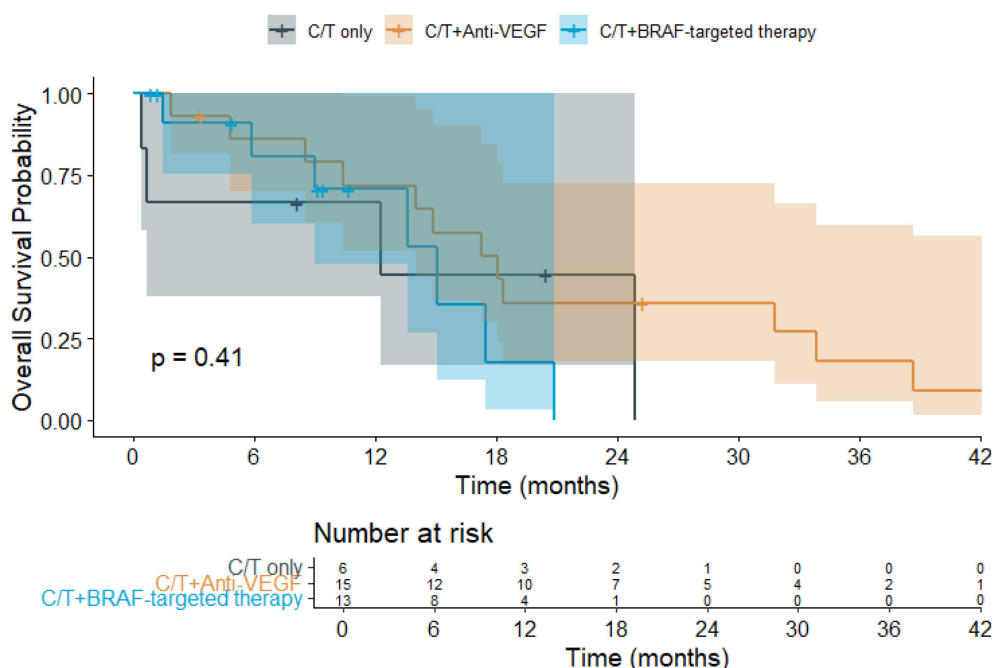 C/T only C/T+Anti-VEGF C/T+BRAF-targeted therapy
Overall Survival Probability
1.00
0.75
0.50
0.25
0.00
p = 0.41
0 6 12 18 24 30 36 42
Time (months)
Number at risk
C/T only 6 4 3 2 1 0 0 0
C/T+Anti-VEGF 15 12 10 7 5 4 2 1
C/T+BRAF-targeted therapy 13 8 4 1 0 0 0 0
0 6 12 18 24 30 36 42
Time (months)